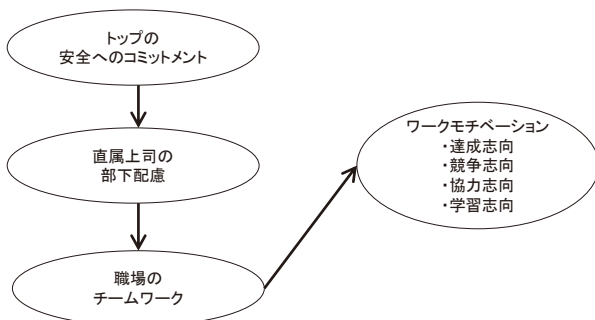 トップの
安全へのコミットメント
直属上司の
部下配慮
職場の
チームワーク
ワークモチベーション
・達成志向
・競争志向
・協力志向
・学習志向